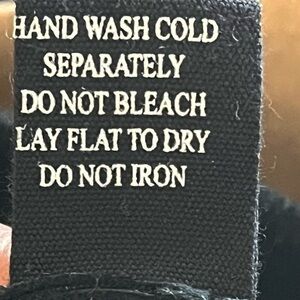 HAND WASH COLD
SEPARATELY
DO NOT BLEACH
LAY FLAT TO DRY
DO NOT IRON